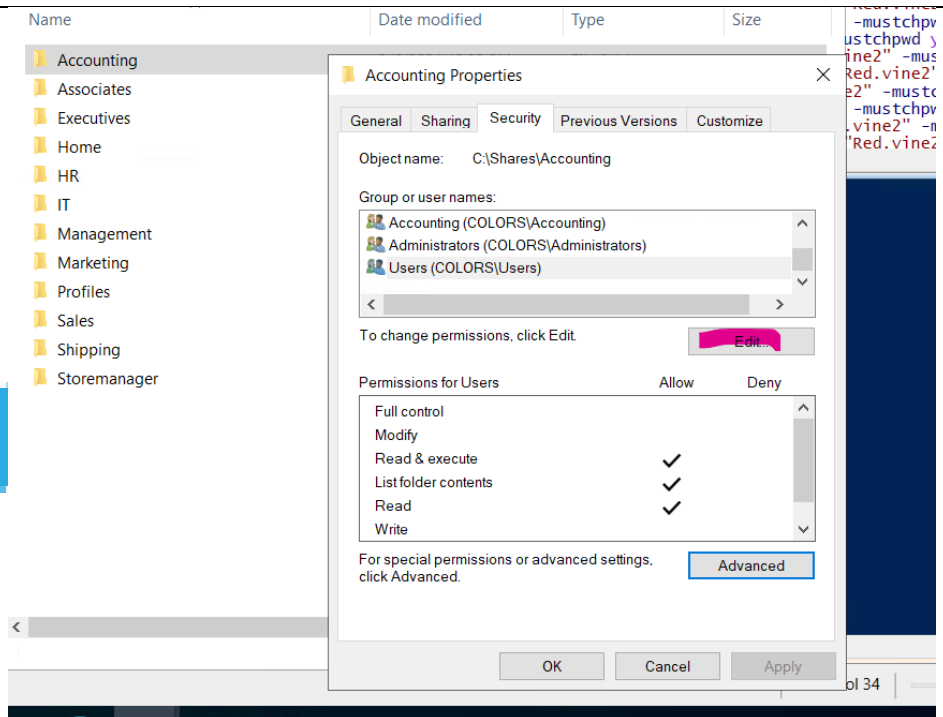 Name Date modified Type Size
Accounting
Associates
Executives
Home
HR
IT
Management
Marketing
Profiles
Sales
Shipping
Storemanager
Accounting Properties
General Sharing Security Previous Versions Customize
Object name: C:\Shares\Accounting
Group or user names:
Accounting (COLORS\Accounting)
Administrators (COLORS\Administrators)
Users (COLORS\Users)
To change permissions, click Edit.
Edit...
Permissions for Users Allow Deny
Full control
Modify
Read & execute
List folder contents
Read
Write
For special permissions or advanced settings,
click Advanced.
Advanced
OK Cancel Apply
-mustchpw
ustchpwd y
ine2" -mus
Red.vine2"
e2" -mustc
-mustchpw
.vine2" -m
"Red.vine2
ol 34